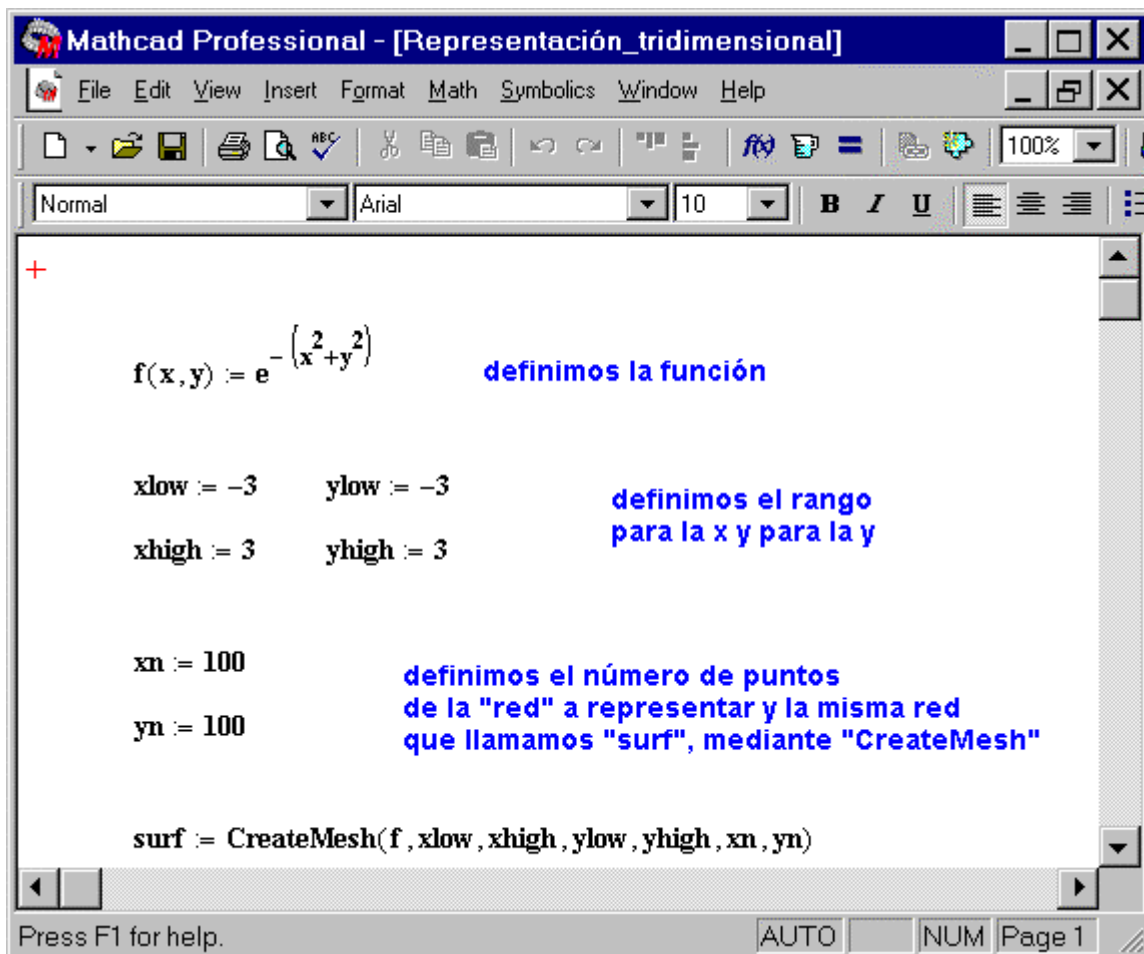 Mathcad Professional - [Representación_tridimensional]
File Edit View Insert Format Math Symbolics Window Help
ABC f(x) 100%
Normal Arial 10 B I U
f(x,y) := e^-(x^2+y^2) definimos la función
xlow := -3 ylow := -3
xhigh := 3 yhigh := 3
definimos el rango
para la x y para la y
xn := 100
yn := 100
definimos el número de puntos
de la "red" a representar y la misma red
que llamamos "surf", mediante "CreateMesh"
surf := CreateMesh(f,xlow,xhigh,ylow,yhigh,xn,yn)
Press F1 for help. AUTO NUM Page 1